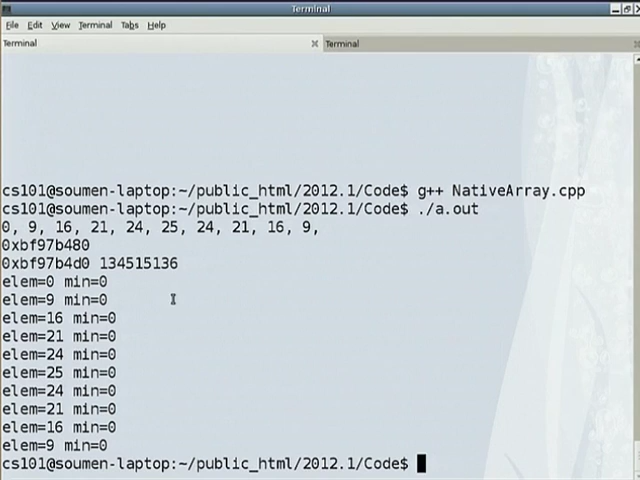 Terminal
File Edit View Terminal Tabs Help
Terminal
Terminal
cs101@soumen-laptop:~/public_html/2012.1/Code$ g++ NativeArray.cpp
cs101@soumen-laptop:~/public_html/2012.1/Code$ ./a.out
0, 9, 16, 21, 24, 25, 24, 21, 16, 9,
0xbf97b480
0xbf97b4d0 134515136
elem=0 min=0
elem=9 min=0
elem=16 min=0
elem=21 min=0
elem=24 min=0
elem=25 min=0
elem=24 min=0
elem=21 min=0
elem=16 min=0
elem=9 min=0
cs101@soumen-laptop:~/public_html/2012.1/Code$